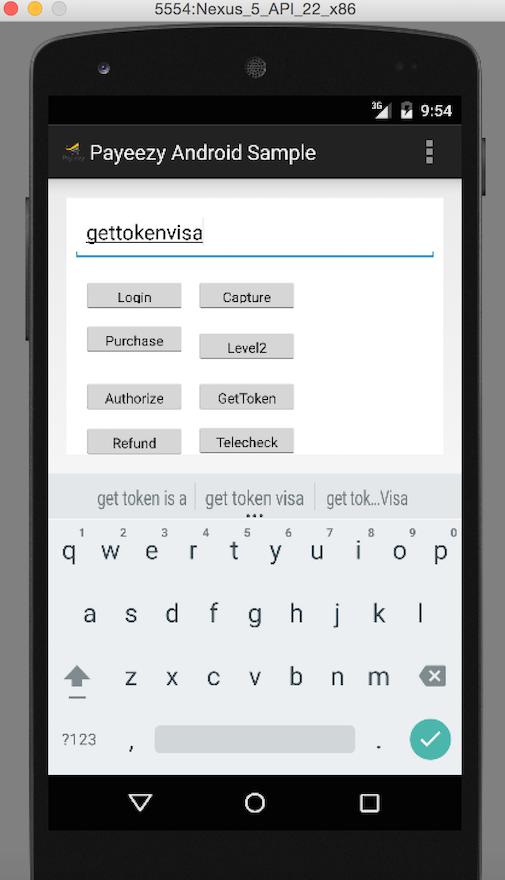 5554:Nexus_5_API_22_x86
3G 9:54
Payeezy Android Sample
gettokenvisa
Login Capture
Purchase Level2
Authorize GetToken
Refund Telecheck
get token is a get token visa get tok...Visa
1 2 3 4 5 6 7 8 9 0
q w e r t y u i o p
a s d f g h j k l
z x c v b n m
?123 , .